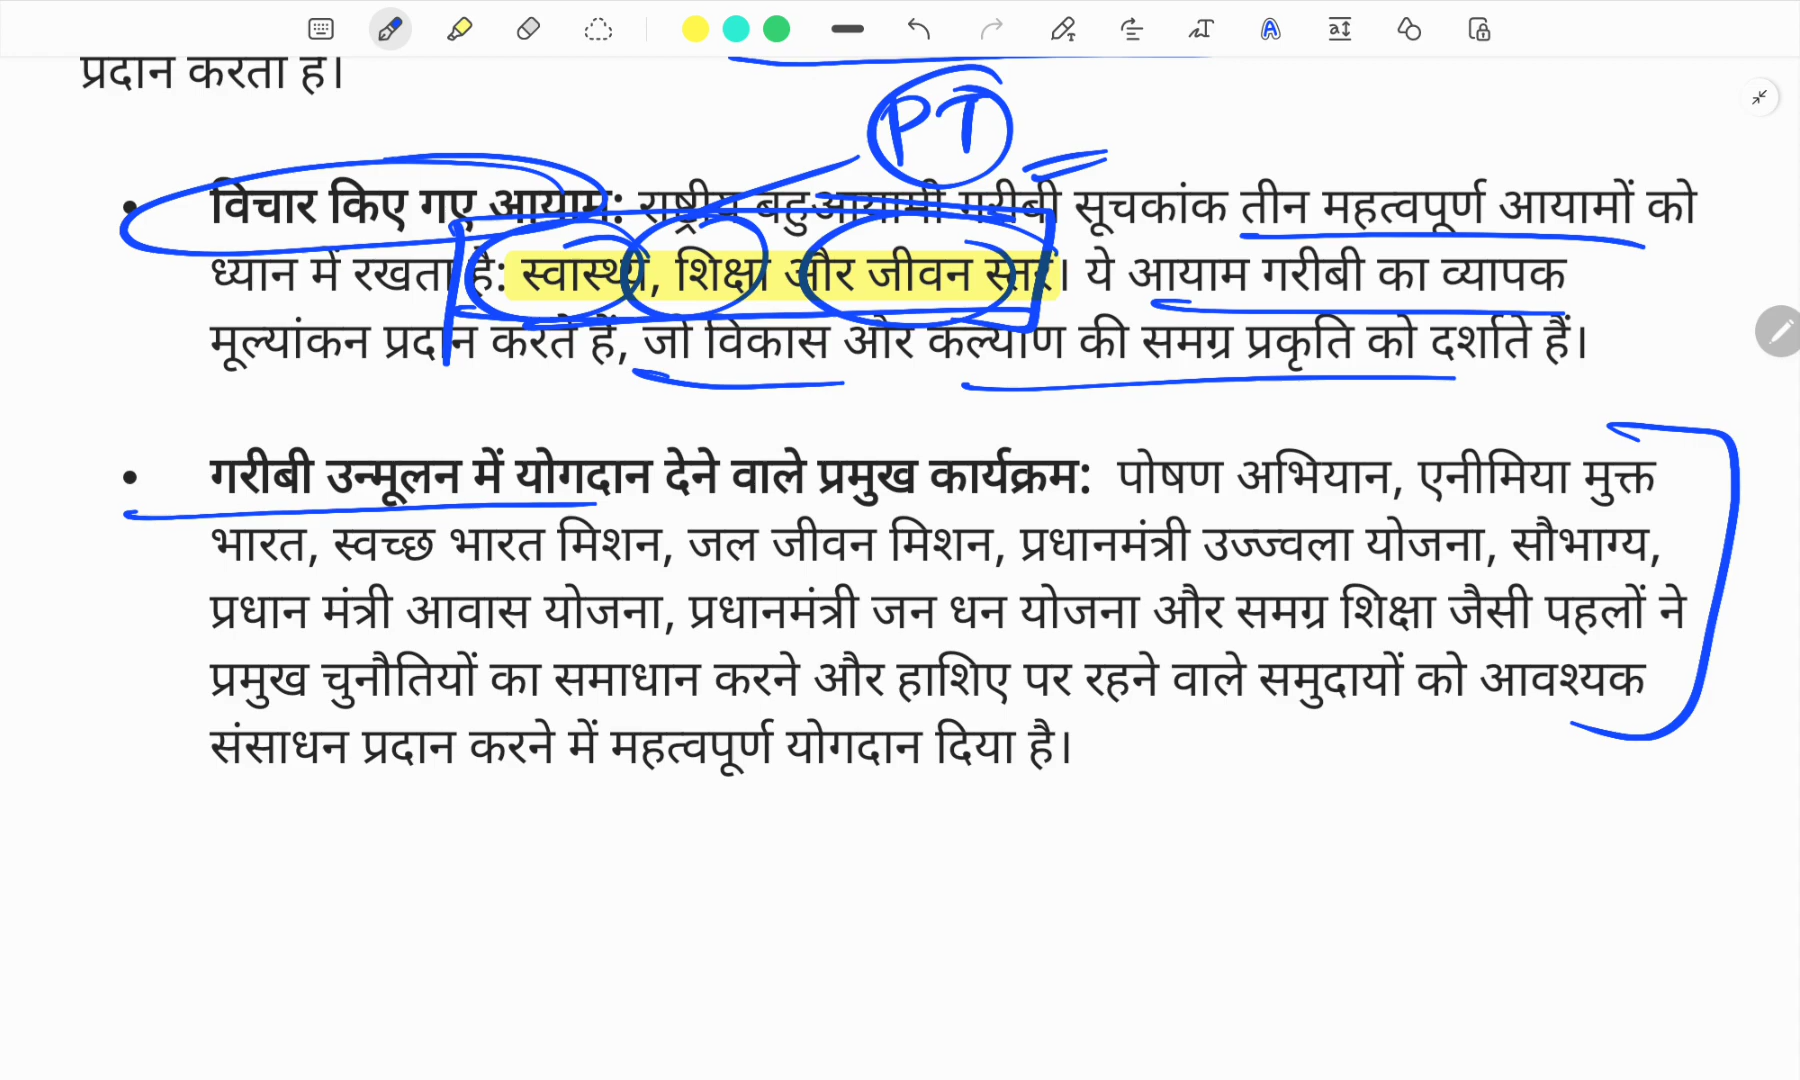 प्रदान करता है।
PT
• विचार किए गए आयाम: राष्ट्रीय बहुआयामी गरीबी सूचकांक तीन महत्वपूर्ण आयामों को
ध्यान में रखता है: स्वास्थ्य, शिक्षा और जीवन स्तर। ये आयाम गरीबी का व्यापक
मूल्यांकन प्रदान करते हैं, जो विकास और कल्याण की समग्र प्रकृति को दर्शाते हैं।
• गरीबी उन्मूलन में योगदान देने वाले प्रमुख कार्यक्रम: पोषण अभियान, एनीमिया मुक्त
भारत, स्वच्छ भारत मिशन, जल जीवन मिशन, प्रधानमंत्री उज्ज्वला योजना, सौभाग्य,
प्रधान मंत्री आवास योजना, प्रधानमंत्री जन धन योजना और समग्र शिक्षा जैसी पहलों ने
प्रमुख चुनौतियों का समाधान करने और हाशिए पर रहने वाले समुदायों को आवश्यक
संसाधन प्रदान करने में महत्वपूर्ण योगदान दिया है।